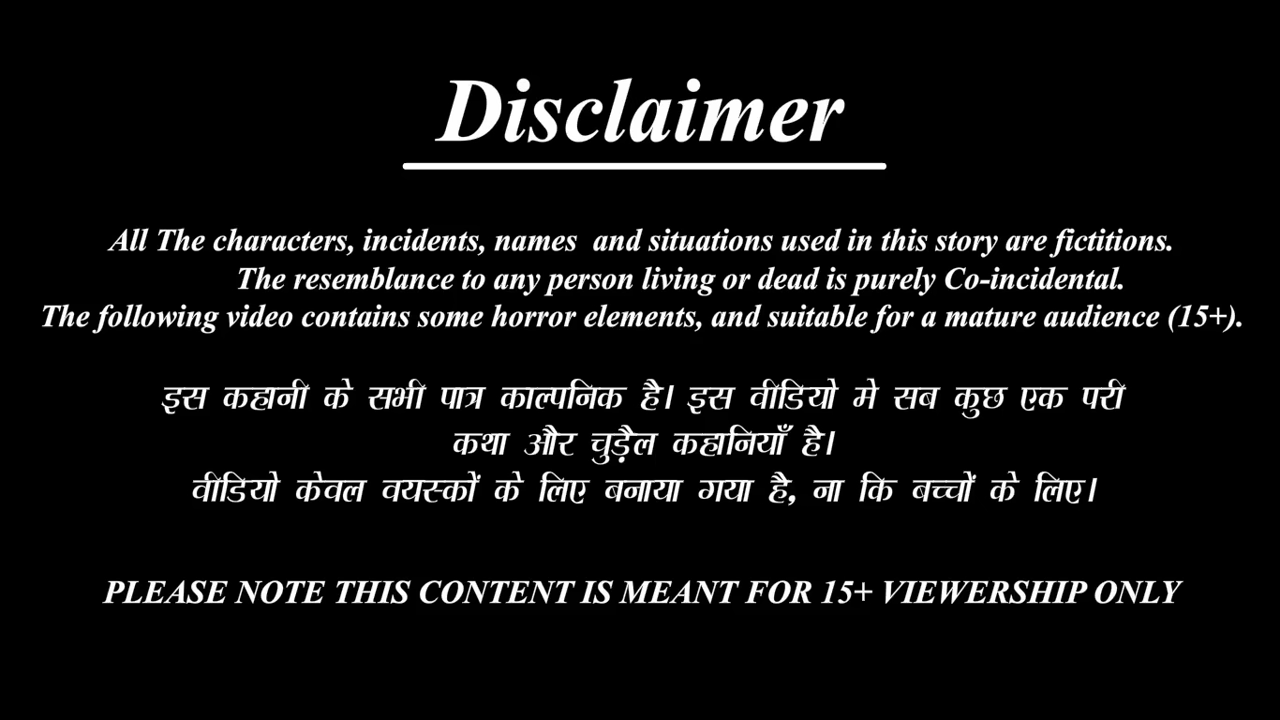 Disclaimer
All The characters, incidents, names and situations used in this story are fictitions.
The resemblance to any person living or dead is purely Co-incidental.
The following video contains some horror elements, and suitable for a mature audience (15+).
इस कहानी के सभी पात्र काल्पनिक है। इस वीडियो मे सब कुछ एक परी
कथा और चुड़ैल कहानियाँ है।
वीडियो केवल वयस्कों के लिए बनाया गया है, ना कि बच्चों के लिए।
PLEASE NOTE THIS CONTENT IS MEANT FOR 15+ VIEWERSHIP ONLY